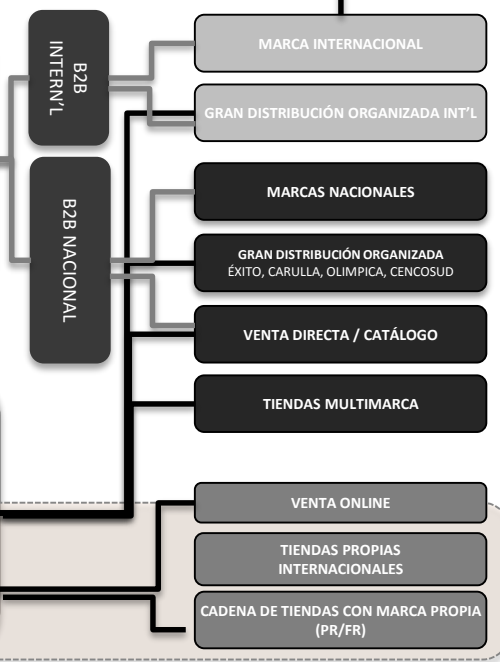 B2B
INTERN'L
MARCA INTERNACIONAL
GRAN DISTRIBUCIÓN ORGANIZADA INT'L
B2B NACIONAL
MARCAS NACIONALES
GRAN DISTRIBUCIÓN ORGANIZADA
ÉXITO, CARULLA, OLIMPICA, CENCOSUD
VENTA DIRECTA / CATÁLOGO
TIENDAS MULTIMARCA
VENTA ONLINE
TIENDAS PROPIAS
INTERNACIONALES
CADENA DE TIENDAS CON MARCA PROPIA
(PR/FR)